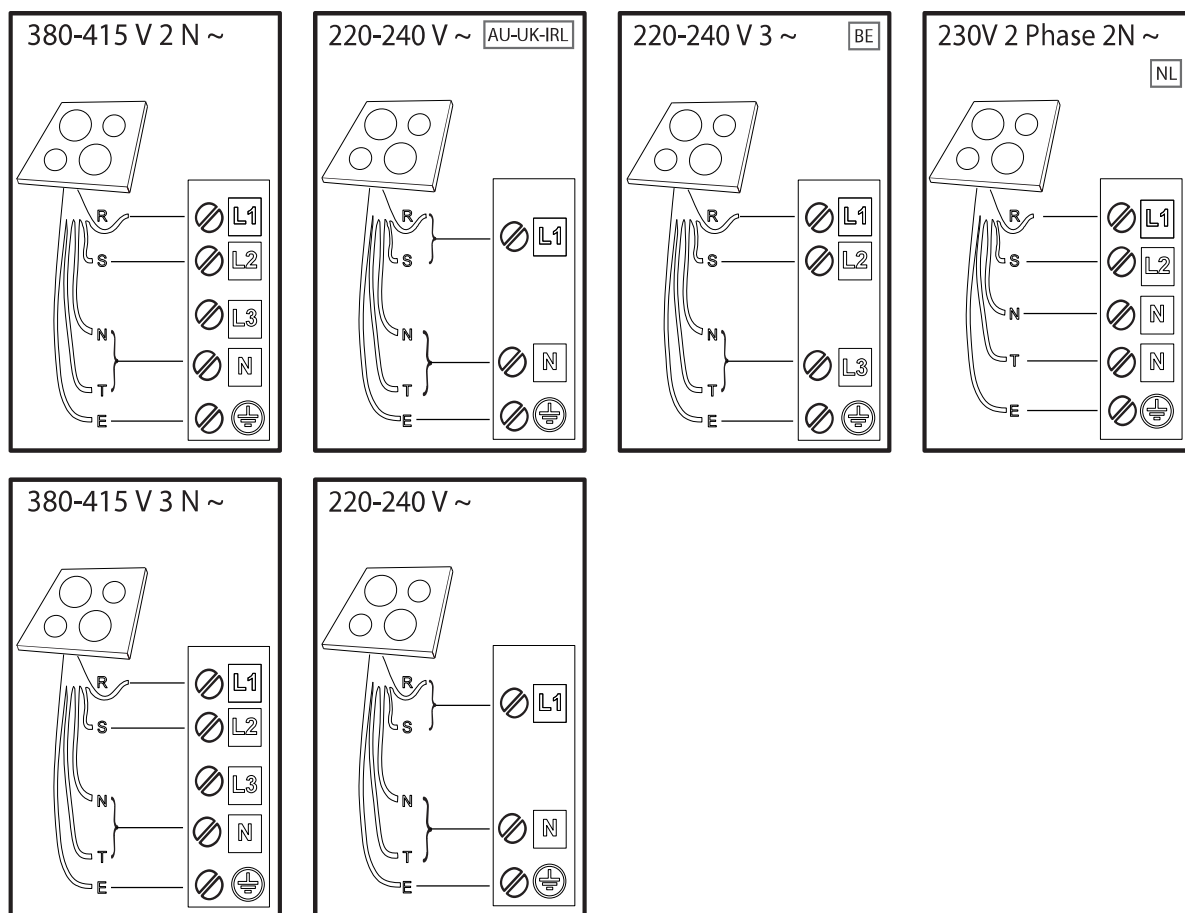 380-415 V 2 N ~
R L1
S L2
L3
N
N
T
E
220-240 V ~ AU-UK-IRL
R
L1
S
N
N
T
E
220-240 V 3 ~ BE
R L1
S L2
N
L3
T
E
230V 2 Phase 2N ~
NL
R L1
S L2
N N
T N
E
380-415 V 3 N ~
R L1
S L2
L3
N
N
T
E
220-240 V ~
R
L1
S
N
N
T
E